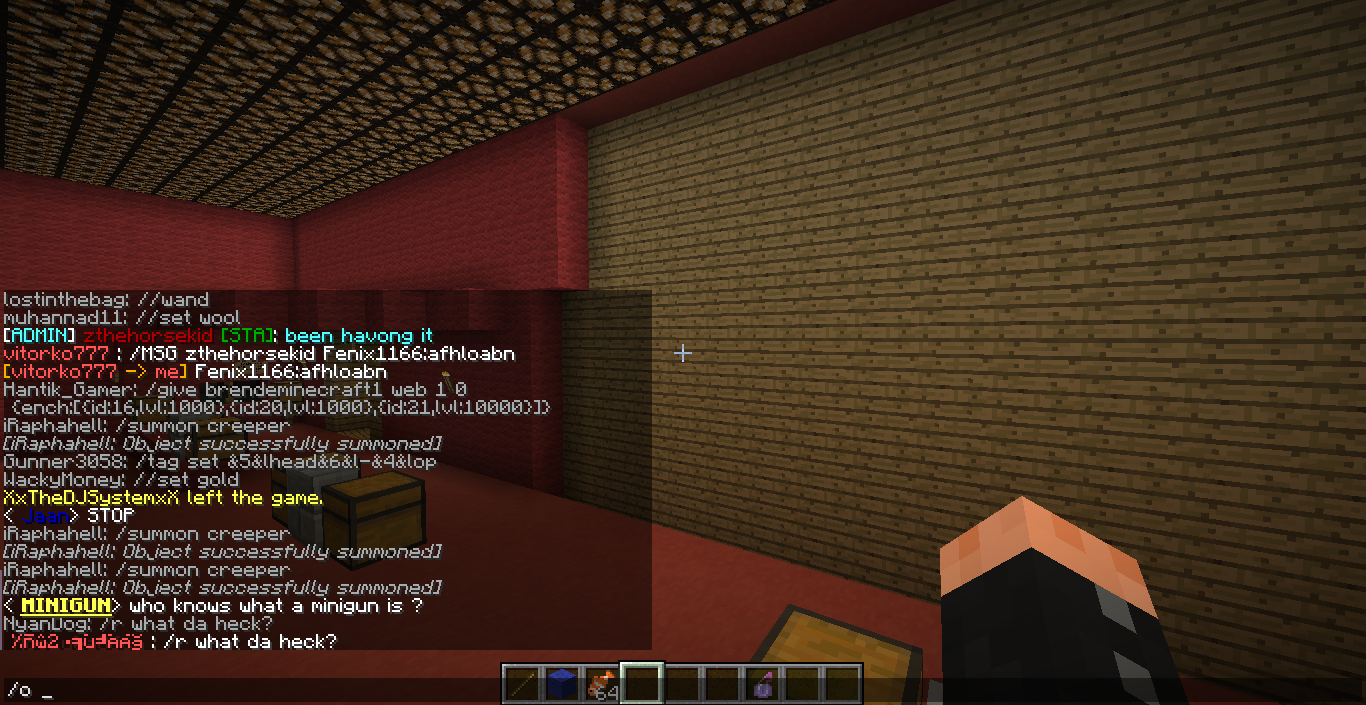 lostinthebag: //wand
muhannad11: //set wool
[ADMIN] zthehorsekid [STA]: been havong it
vitorko777 : /MSG zthehorsekid Fenix1166:afhloabn
[vitorko777 -> me] Fenix1166:afhloabn
Hantik_Gamer: /give brendeminecraft1 web 1 0
{ench:[{id:16,lvl:1000},{id:20,lvl:1000},{id:21,lvl:10000}]}
iRaphahell: /summon creeper
[iRaphahell: Object successfully summoned]
Gunner3058: /tag set &5&lhead&6&l-&4&lop
WackyMoney: //set gold
XxTheDJSystemxX left the game.
< Jaan> STOP
iRaphahell: /summon creeper
[iRaphahell: Object successfully summoned]
iRaphahell: /summon creeper
[iRaphahell: Object successfully summoned]
< MINIGUN> who knows what a minigun is ?
NyanDog: /r what da heck?
: /r what da heck?
/o _
64